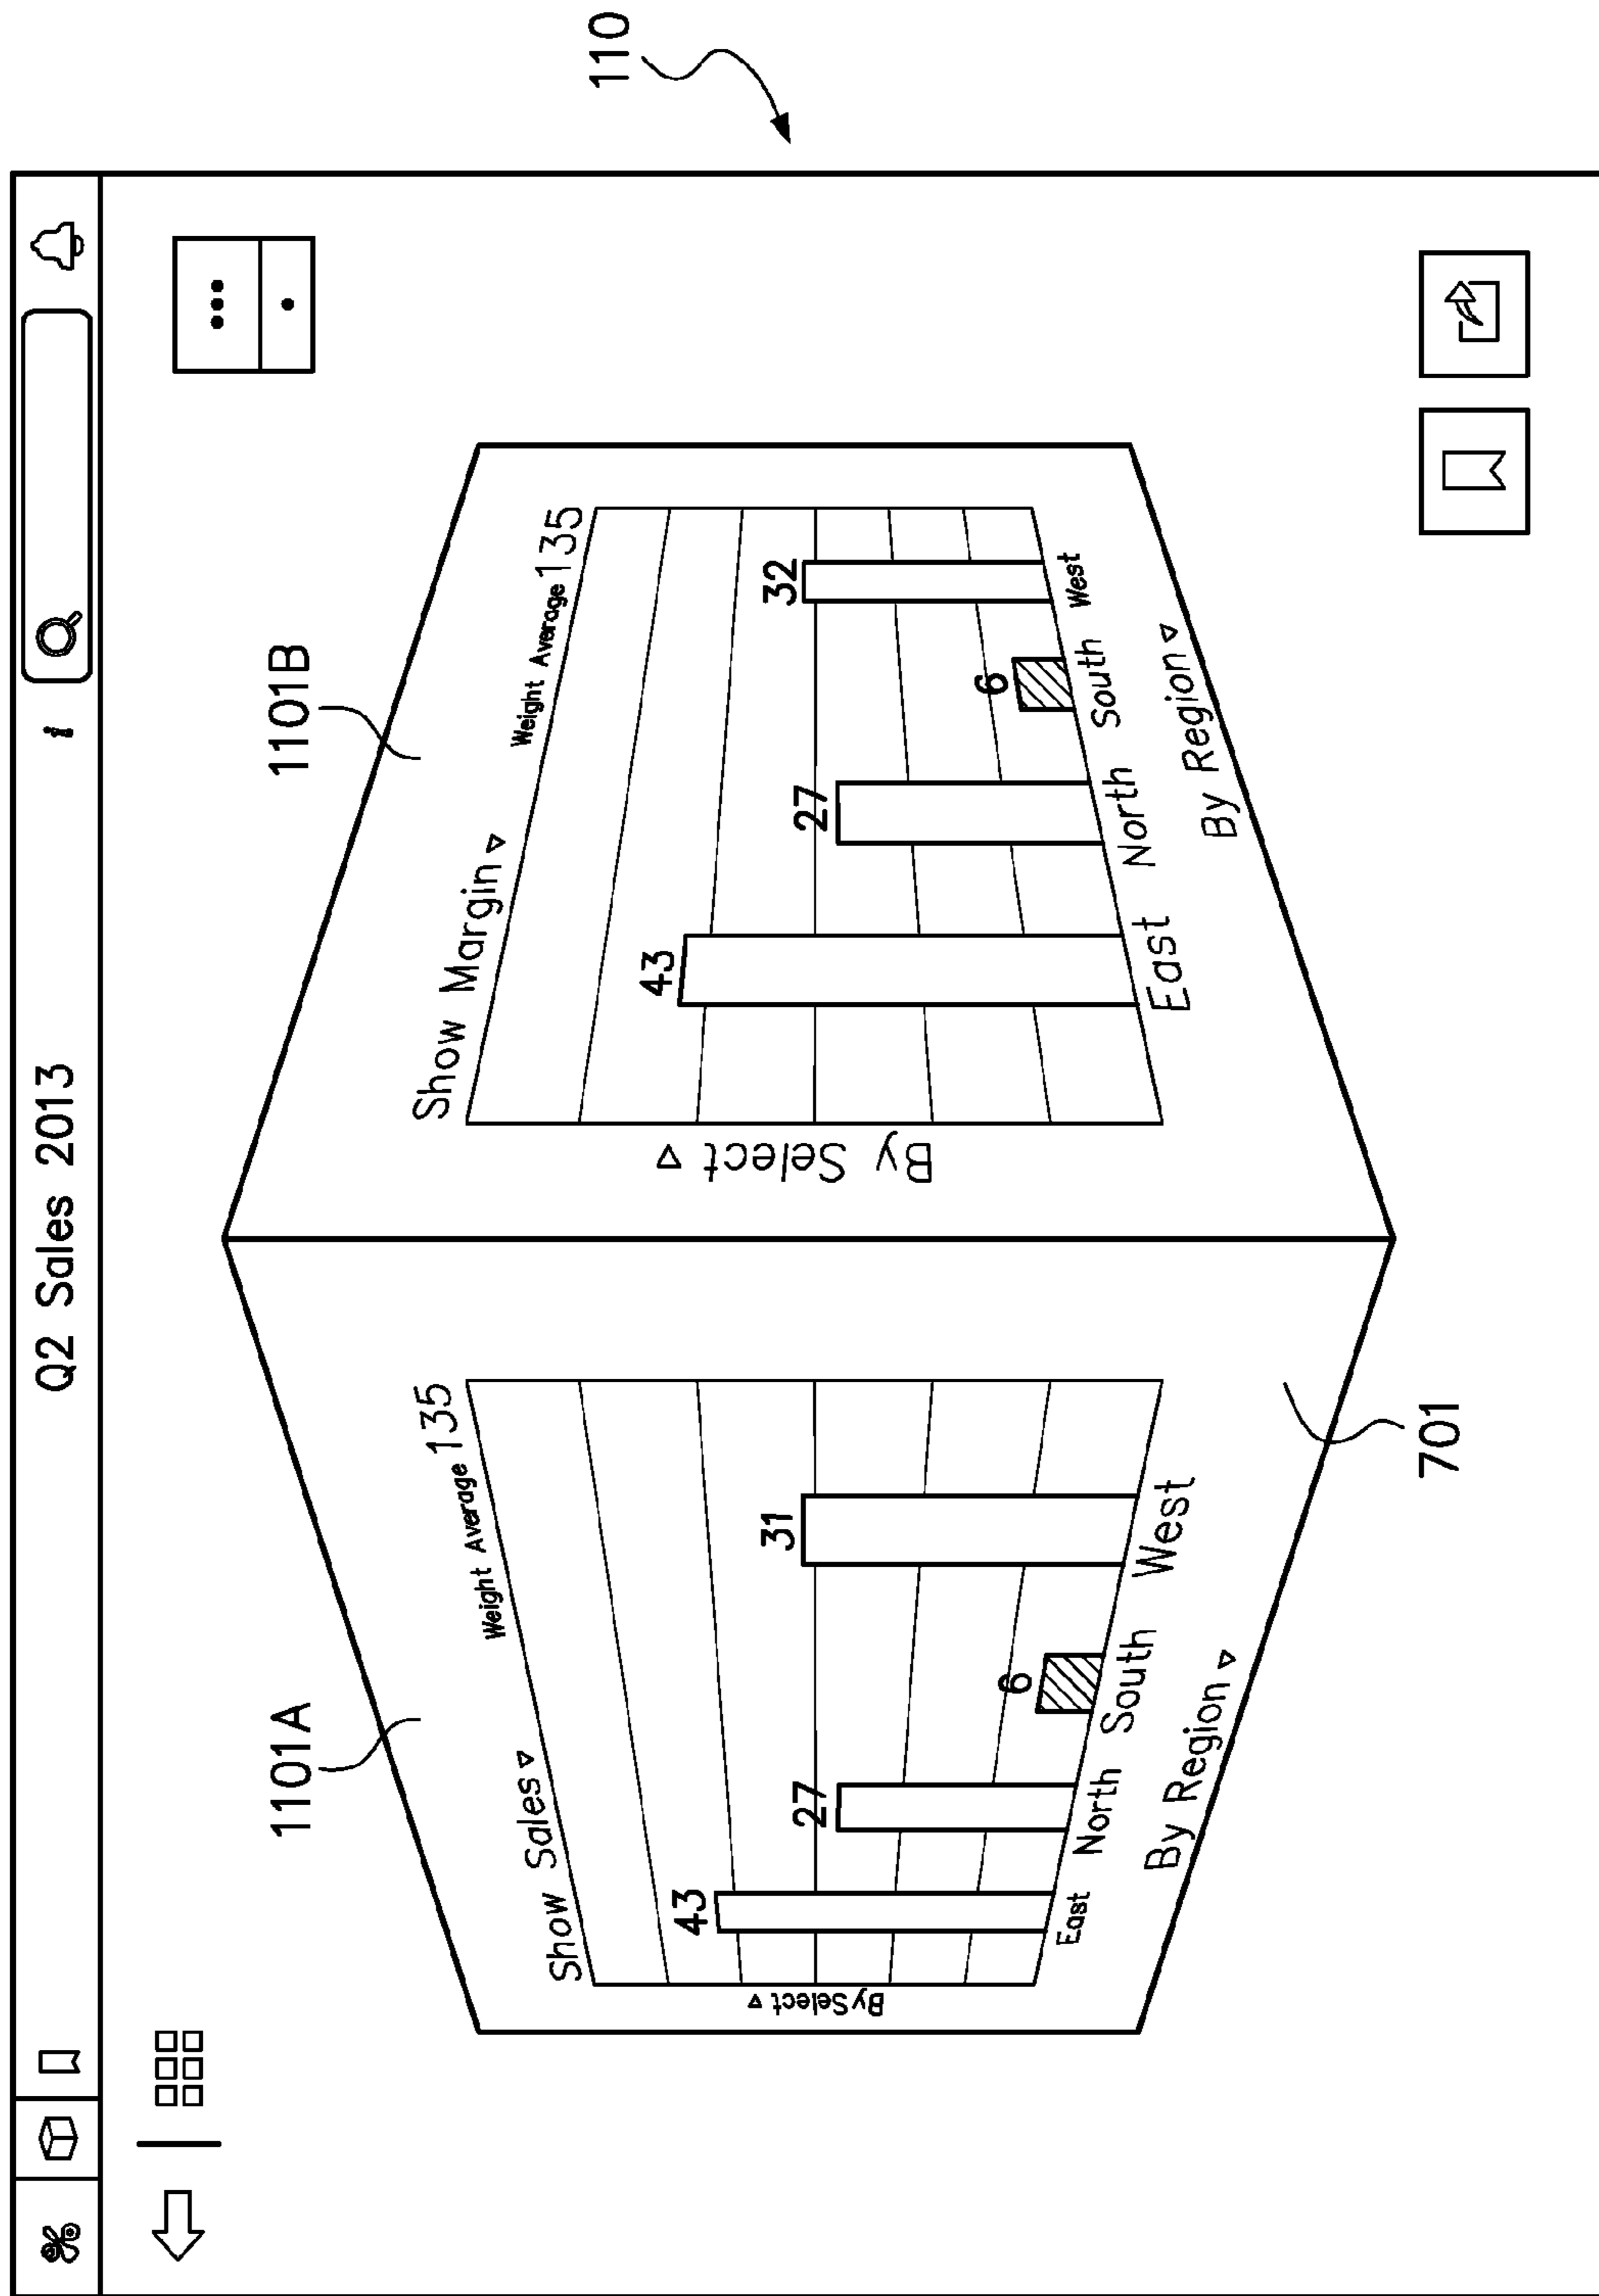 Q2 Sales 2013
i
110
1101A
1101B
Show Sales
Weight Average 135
By Select
43
27
6
31
East
North
South
West
By Region
Show Margin
Weight Average 135
By Select
43
27
6
32
East
North
South
West
By Region
701